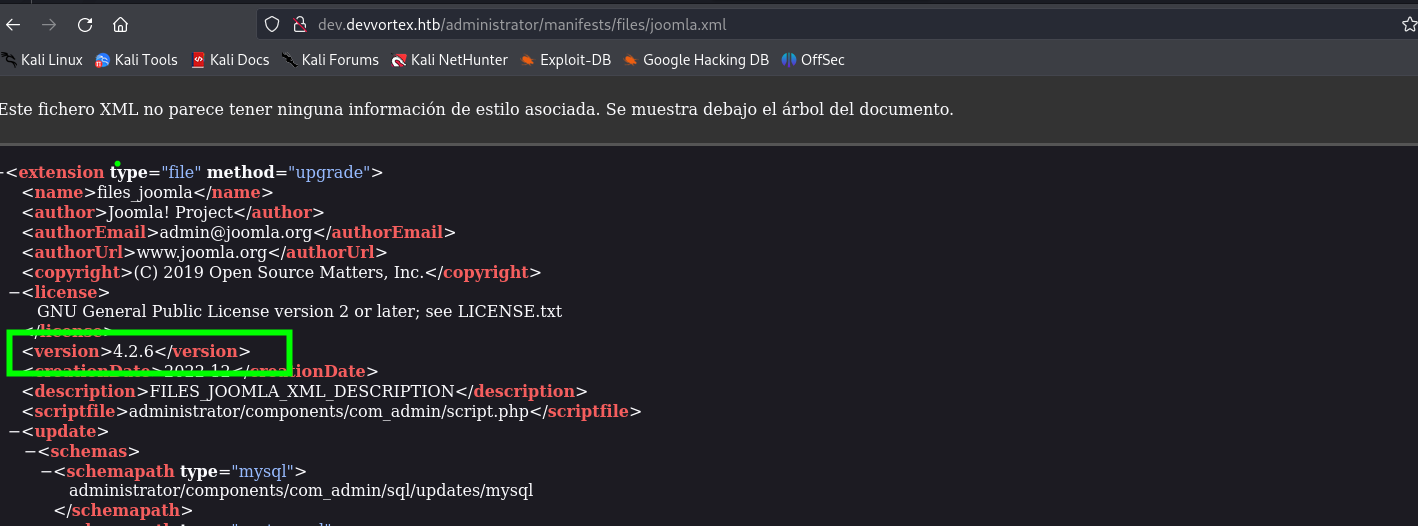 dev.devvortex.htb/administrator/manifests/files/joomla.xml
Kali Linux Kali Tools Kali Docs Kali Forums Kali NetHunter Exploit-DB Google Hacking DB OffSec
Este fichero XML no parece tener ninguna información de estilo asociada. Se muestra debajo el árbol del documento.
−<extension type="file" method="upgrade">
<name>files_joomla</name>
<author>Joomla! Project</author>
<authorEmail>admin@joomla.org</authorEmail>
<authorUrl>www.joomla.org</authorUrl>
<copyright>(C) 2019 Open Source Matters, Inc.</copyright>
−<license>
GNU General Public License version 2 or later; see LICENSE.txt
</license>
<version>4.2.6</version>
<creationDate>2022-12</creationDate>
<description>FILES_JOOMLA_XML_DESCRIPTION</description>
<scriptfile>administrator/components/com_admin/script.php</scriptfile>
−<update>
−<schemas>
−<schemapath type="mysql">
administrator/components/com_admin/sql/updates/mysql
</schemapath>